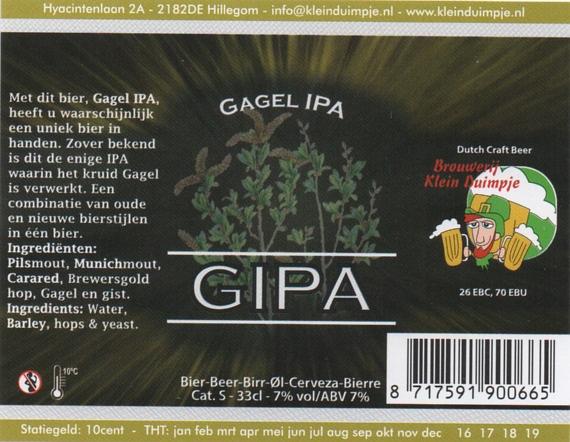 Hyacintenlaan 2A - 2182DE Hillegom - info@kleinduimpje.nl - www.kleinduimpje.nl
Met dit bier, Gagel IPA,
heeft u waarschijnlijk
een uniek bier in
handen. Zover bekend
is dit de enige IPA
waarin het kruid Gagel
is verwerkt. Een
combinatie van oude
en nieuwe bierstijlen
in één bier.
Ingrediënten:
Pilsmout, Munichmout,
Carared, Brewersgold
hop, Gagel en gist.
Ingredients: Water,
Barley, hops & yeast.
10°C
GAGEL IPA
GIPA
Bier-Beer-Birr-Øl-Cerveza-Bierre
Cat. S - 33cl - 7% vol/ABV 7%
Dutch Craft Beer
Brouwerij
Klein Duimpje
26 EBC, 70 EBU
8 717591 900665
Statiegeld: 10cent - THT: jan feb mrt apr mei jun jul aug sep okt nov dec 16 17 18 19